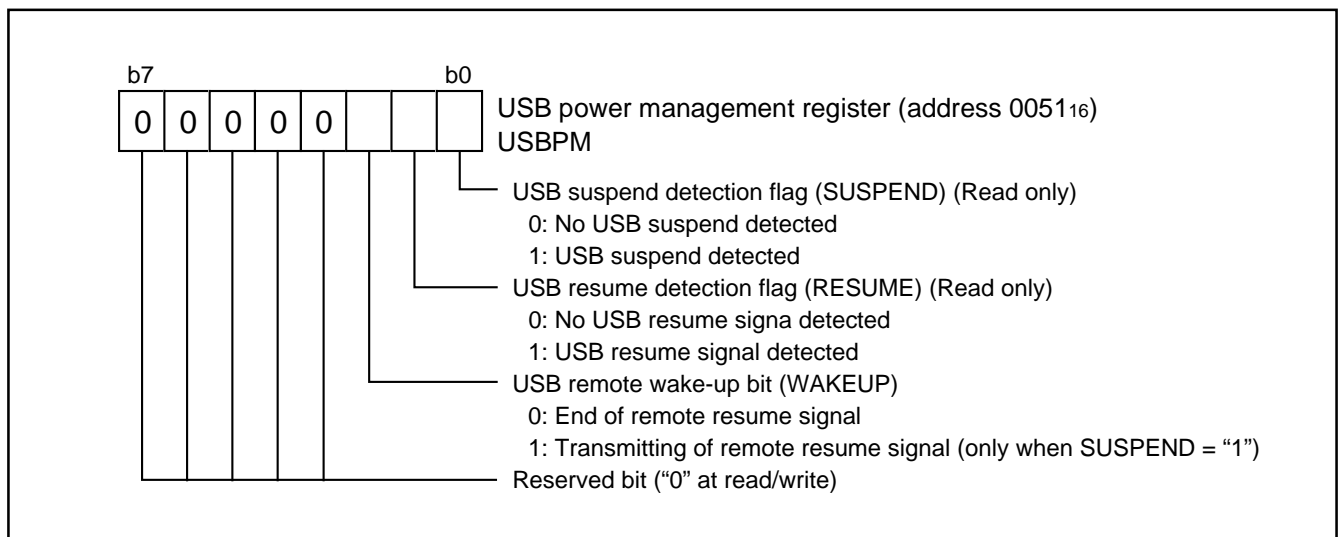 b7 b0
0 0 0 0 0
USB power management register (address 0051₁₆)
USBPM
USB suspend detection flag (SUSPEND) (Read only)
0: No USB suspend detected
1: USB suspend detected
USB resume detection flag (RESUME) (Read only)
0: No USB resume signa detected
1: USB resume signal detected
USB remote wake-up bit (WAKEUP)
0: End of remote resume signal
1: Transmitting of remote resume signal (only when SUSPEND = “1”)
Reserved bit (“0” at read/write)